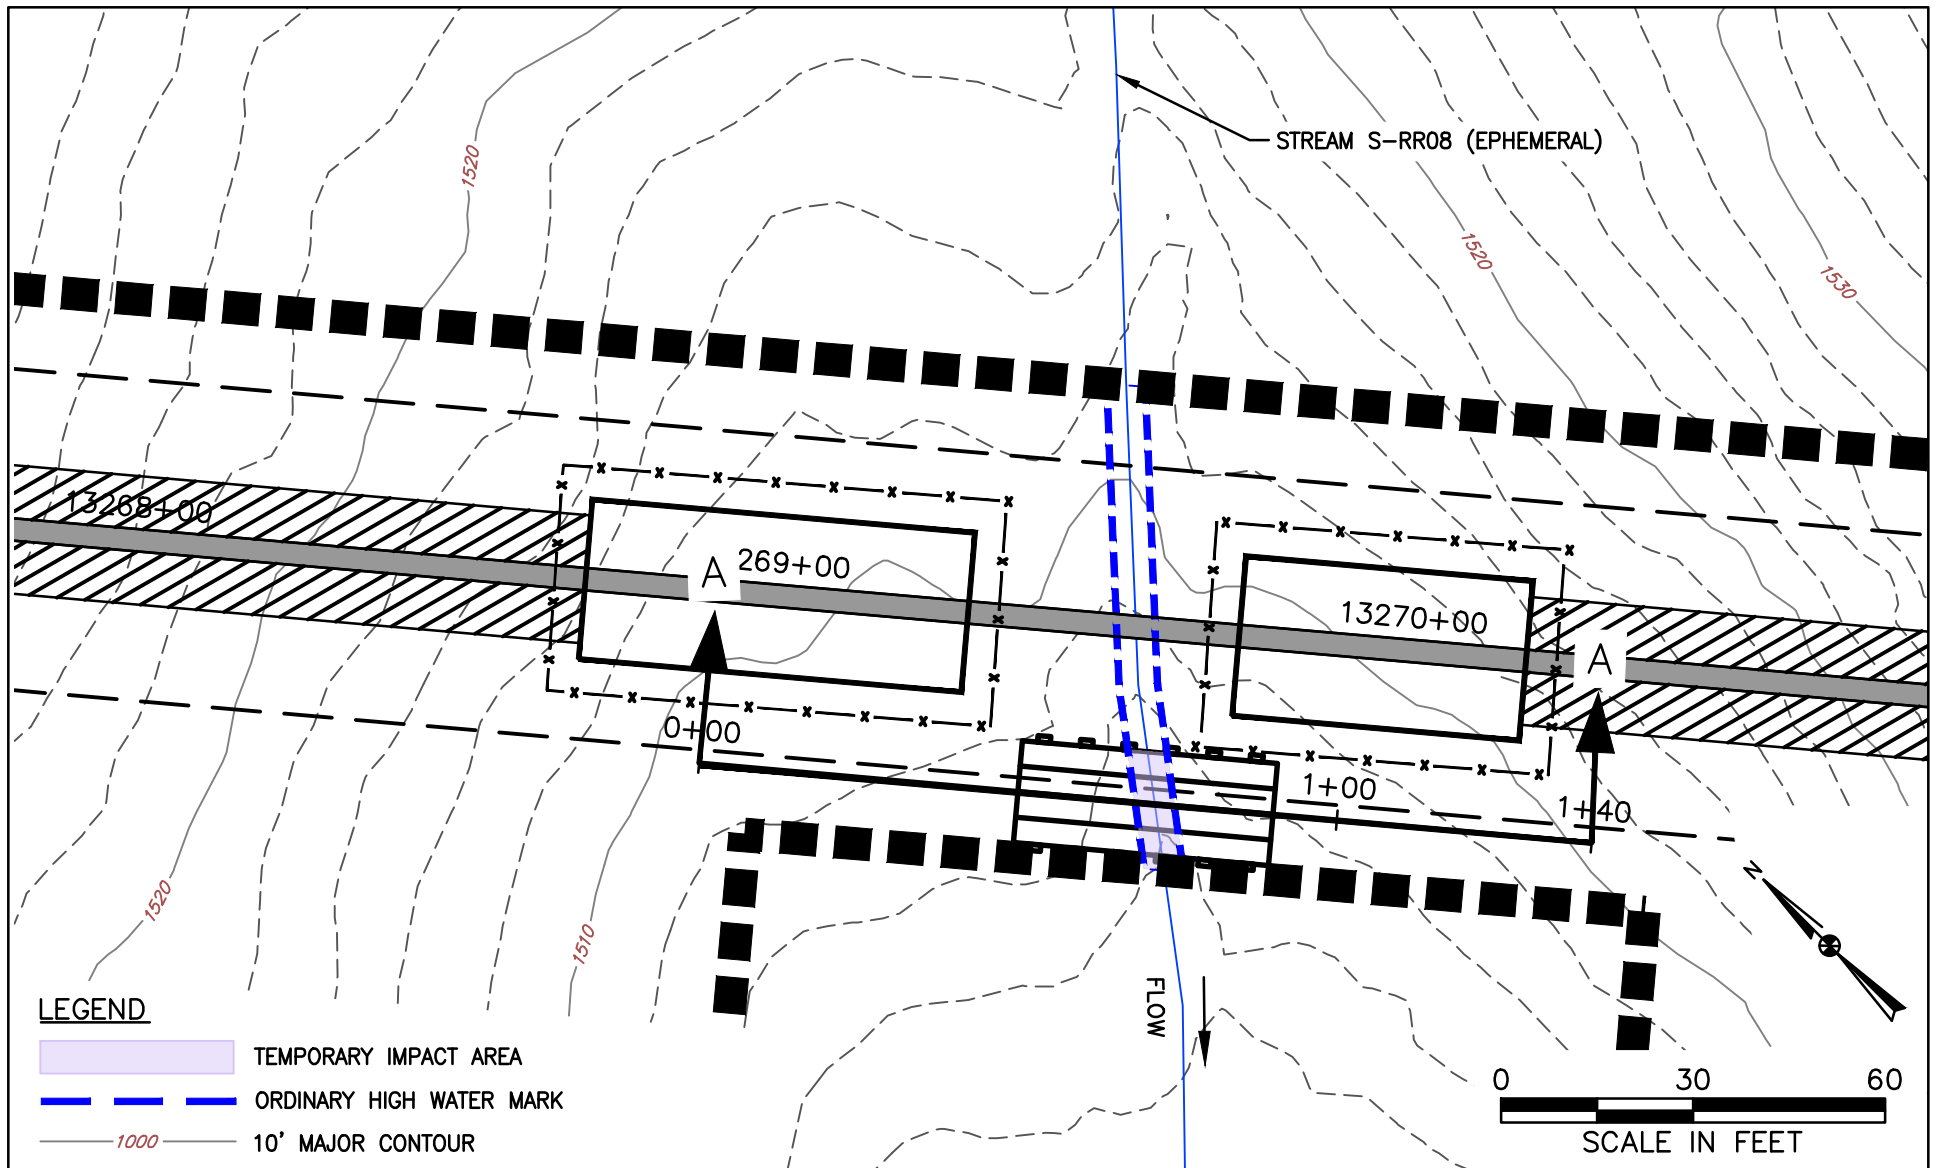 STREAM S-RR08 (EPHEMERAL)
1520
1520
1530
13268+00
A
269+00
13270+00
A
0+00
1+00
1+40
1520
1510
N
FLOW
LEGEND
TEMPORARY IMPACT AREA
ORDINARY HIGH WATER MARK
1000
10' MAJOR CONTOUR
0 30 60
SCALE IN FEET